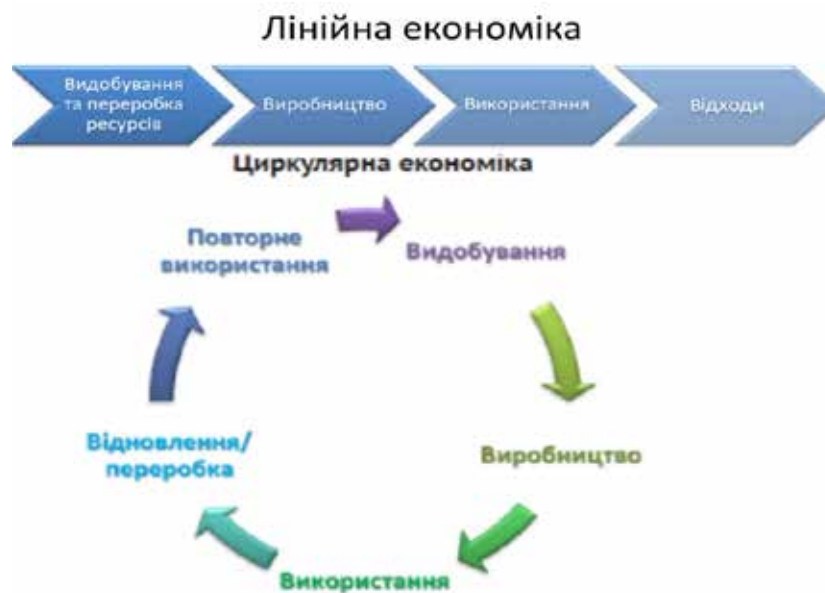 Лінійна економіка
Видобування
та переробка
ресурсів
Виробництво
Використання
Відходи
Циркулярна економіка
Повторне
використання
Видобування
Відновлення/
переробка
Виробництво
Використання